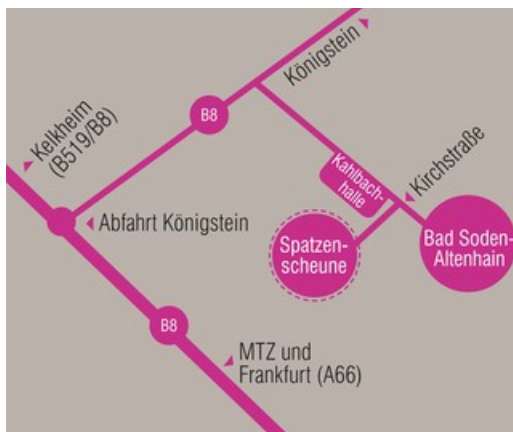 Königstein
Kelkheim
(B519/B8)
B8
Kahlbach-
halle
Kirchstraße
Abfahrt Königstein
Spatzen-
scheune
Bad Soden-
Altenhain
B8
MTZ und
Frankfurt (A66)